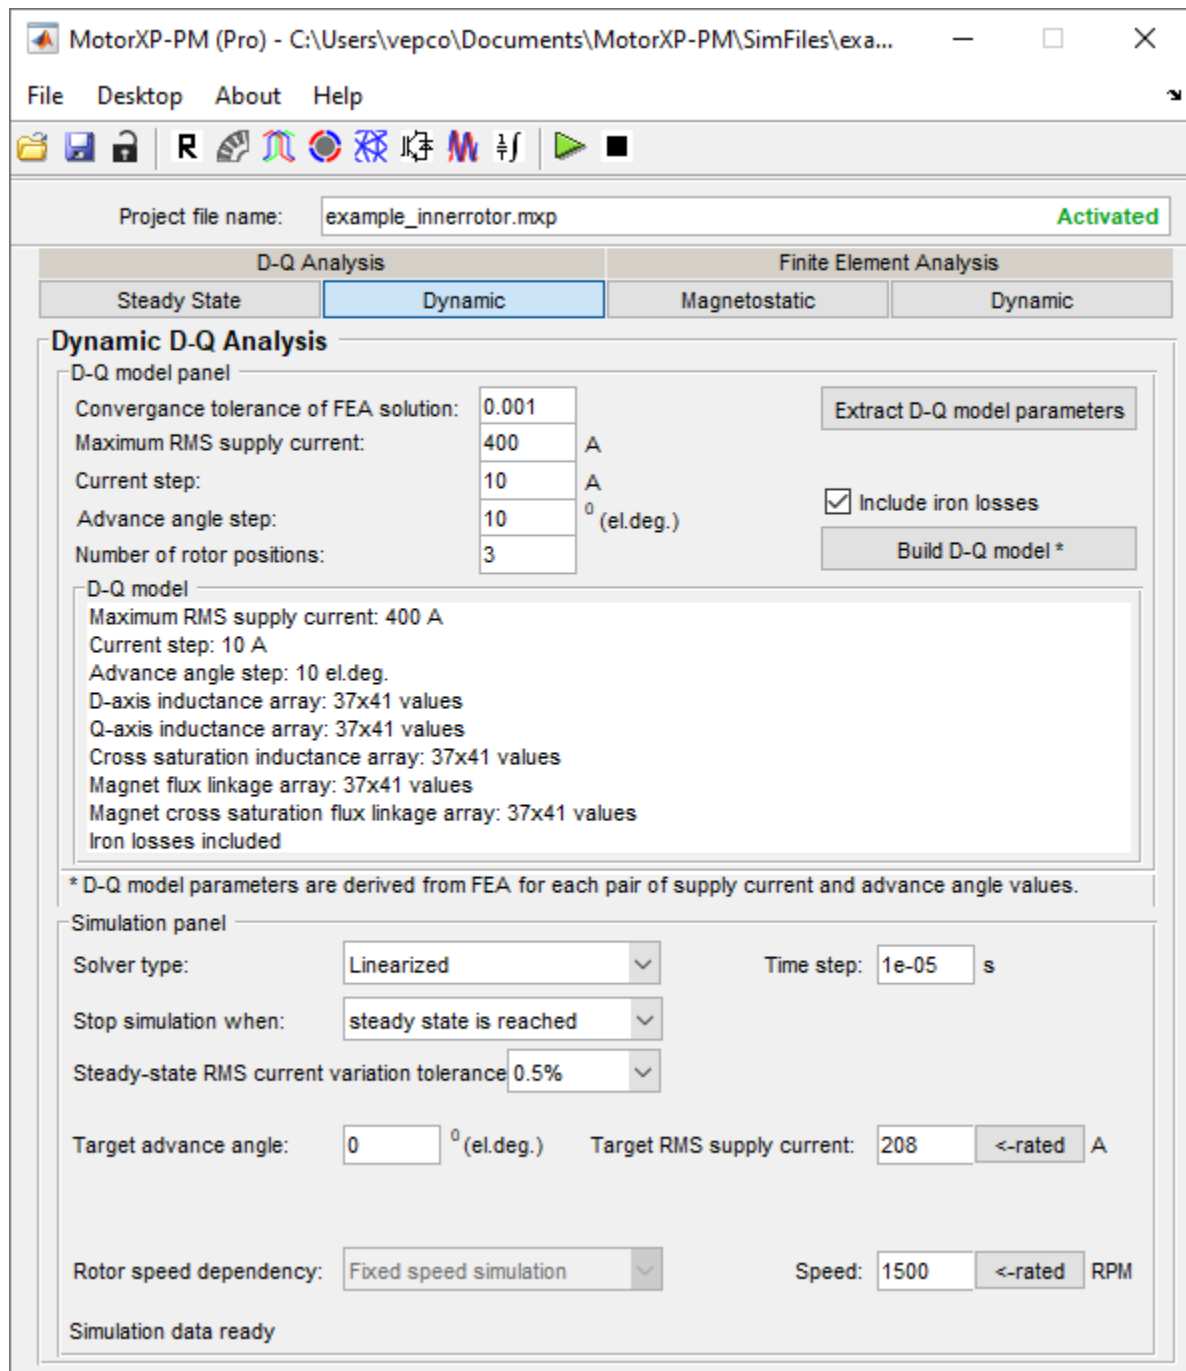 MotorXP-PM (Pro) - C:\Users\vepco\Documents\MotorXP-PM\SimFiles\exa...
File Desktop About Help
R
Project file name: example_innerrotor.mxp Activated
D-Q Analysis Finite Element Analysis
Steady State Dynamic Magnetostatic Dynamic
Dynamic D-Q Analysis
D-Q model panel
Convergance tolerance of FEA solution: 0.001 Extract D-Q model parameters
Maximum RMS supply current: 400 A
Current step: 10 A
Include iron losses
Advance angle step: 10 0 (el.deg.)
Number of rotor positions: 3 Build D-Q model *
D-Q model
Maximum RMS supply current: 400 A
Current step: 10 A
Advance angle step: 10 el.deg.
D-axis inductance array: 37x41 values
Q-axis inductance array: 37x41 values
Cross saturation inductance array: 37x41 values
Magnet flux linkage array: 37x41 values
Magnet cross saturation flux linkage array: 37x41 values
Iron losses included
* D-Q model parameters are derived from FEA for each pair of supply current and advance angle values.
Simulation panel
Solver type: Linearized Time step: 1e-05 s
Stop simulation when: steady state is reached
Steady-state RMS current variation tolerance 0.5%
Target advance angle: 0 0 (el.deg.) Target RMS supply current: 208 <-rated A
Rotor speed dependency: Fixed speed simulation Speed: 1500 <-rated RPM
Simulation data ready